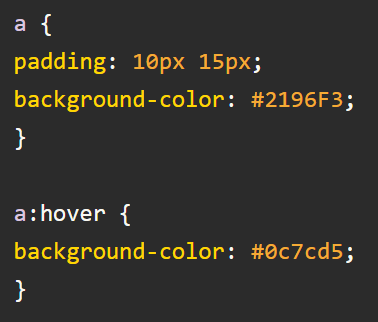 a {
padding: 10px 15px;
background-color: #2196F3;
}

a:hover {
background-color: #0c7cd5;
}